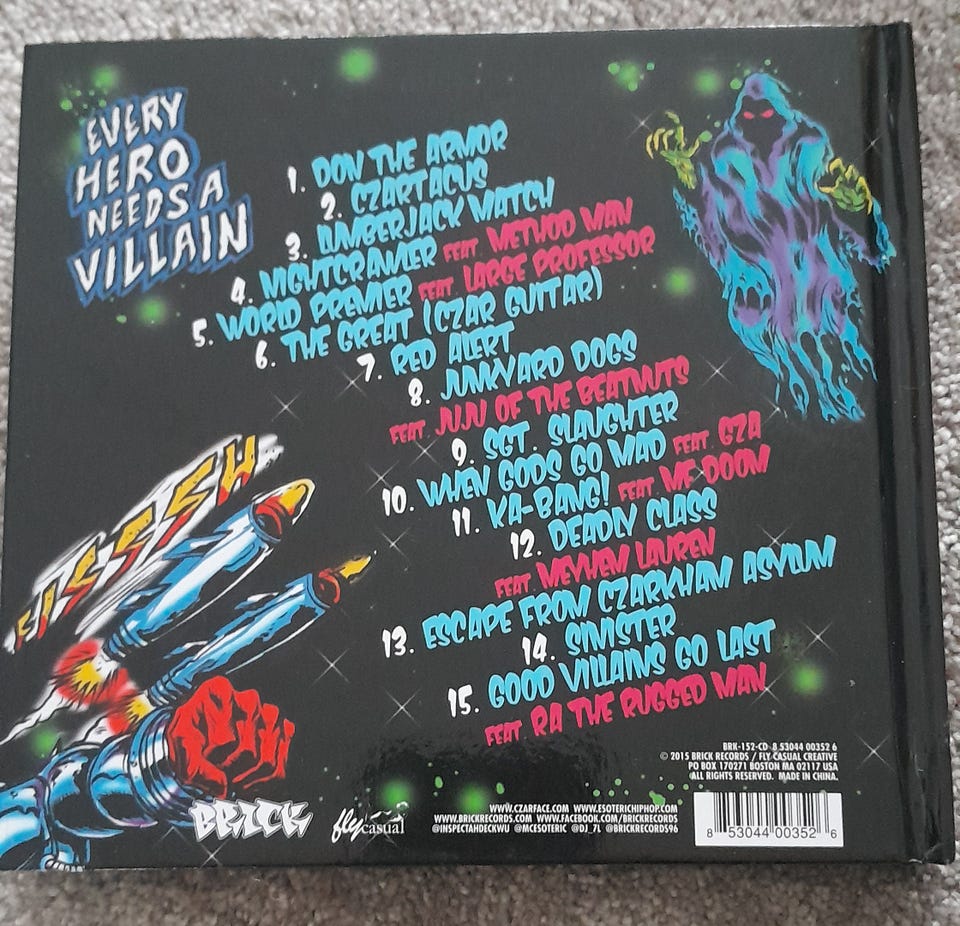 EVERY
HERO
NEEDS A
VILLAIN
1. DON THE ARMOR
2. CZARTACUS
3. LUMBERJACK MATCH
4. NIGHTCRAWLER FEAT. METHOD MAN
5. WORLD PREMIER FEAT. LARGE PROFESSOR
6. THE GREAT (CZAR GUITAR)
7. RED ALERT
8. JUNKYARD DOGS
FEAT. JUJU OF THE BEATNUTS
9. SGT. SLAUGHTER
10. WHEN GODS GO MAD FEAT. GZA
11. KA-BANG! FEAT. MF DOOM
12. DEADLY CLASS
FEAT. MEYHEM LAUREN
13. ESCAPE FROM CZARKHAM ASYLUM
14. SINISTER
15. GOOD VILLAINS GO LAST
FEAT. RA THE RUGGED MAN
BRK-152-CD 8 53044 00352 6
© 2015 BRICK RECORDS / FLY CASUAL CREATIVE
PO BOX 170271 BOSTON MA 02117 USA
ALL RIGHTS RESERVED. MADE IN CHINA.
BRICK
flycasual
WWW.CZARFACE.COM WWW.ESOTERICHIPHOP.COM
WWW.BRICKRECORDS.COM WWW.FACEBOOK.COM/BRICKRECORDS
@INSPECTAHDECKWU @MCESOTERIC @DJ_7L @BRICKRECORDS96
8 53044 00352 6